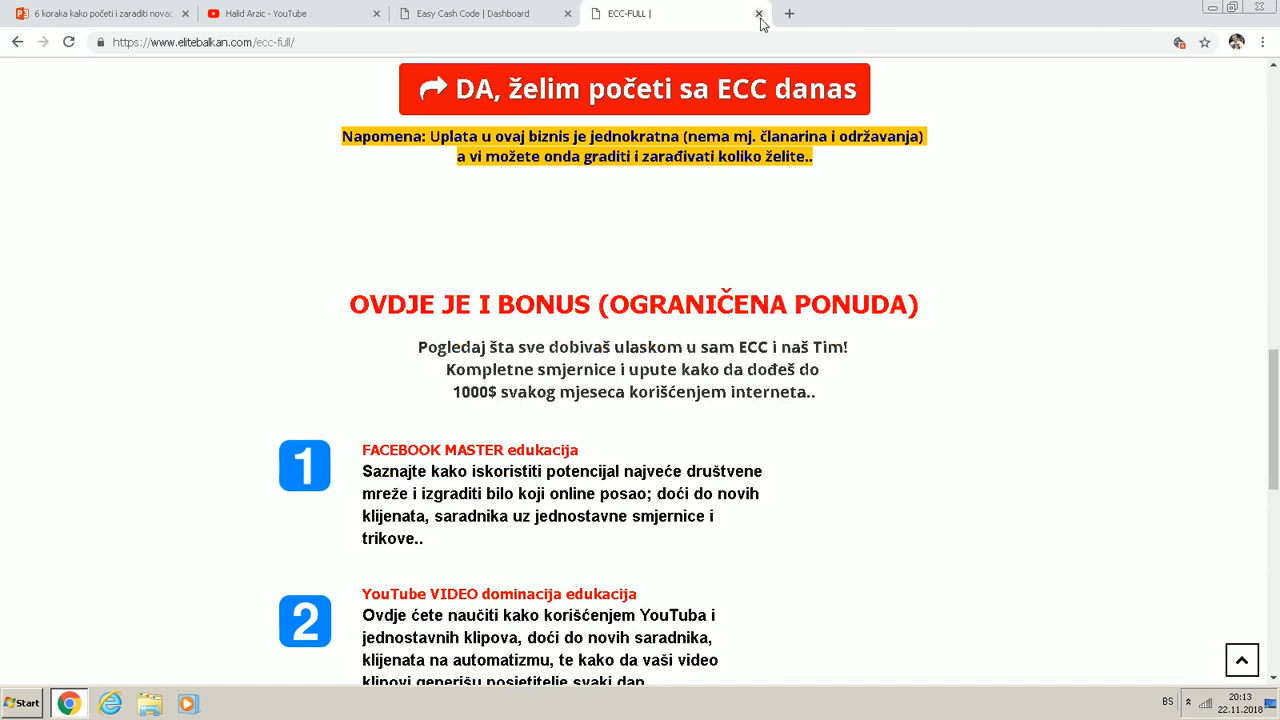 6 koraka kako početi i zaraditi novac
Halid Arzic - YouTube
Easy Cash Code | Dashboard
ECC-FULL |
https://www.elitebalkan.com/ecc-full/
DA, želim početi sa ECC danas
Napomena: Uplata u ovaj biznis je jednokratna (nema mj. članarina i održavanja)
a vi možete onda graditi i zarađivati koliko želite..
OVDJE JE I BONUS (OGRANIČENA PONUDA)
Pogledaj šta sve dobivaš ulaskom u sam ECC i naš Tim!
Kompletne smjernice i upute kako da dođeš do
1000$ svakog mjeseca korišćenjem interneta..
1
FACEBOOK MASTER edukacija
Saznajte kako iskoristiti potencijal najveće društvene
mreže i izgraditi bilo koji online posao; doći do novih
klijenata, saradnika uz jednostavne smjernice i
trikove..
2
YouTube VIDEO dominacija edukacija
Ovdje ćete naučiti kako korišćenjem YouTuba i
jednostavnih klipova, doći do novih saradnika,
klijenata na automatizmu, te kako da vaši video
klipovi generišu posjetitelje svaki dan
Start
BS
20:13
22.11.2018